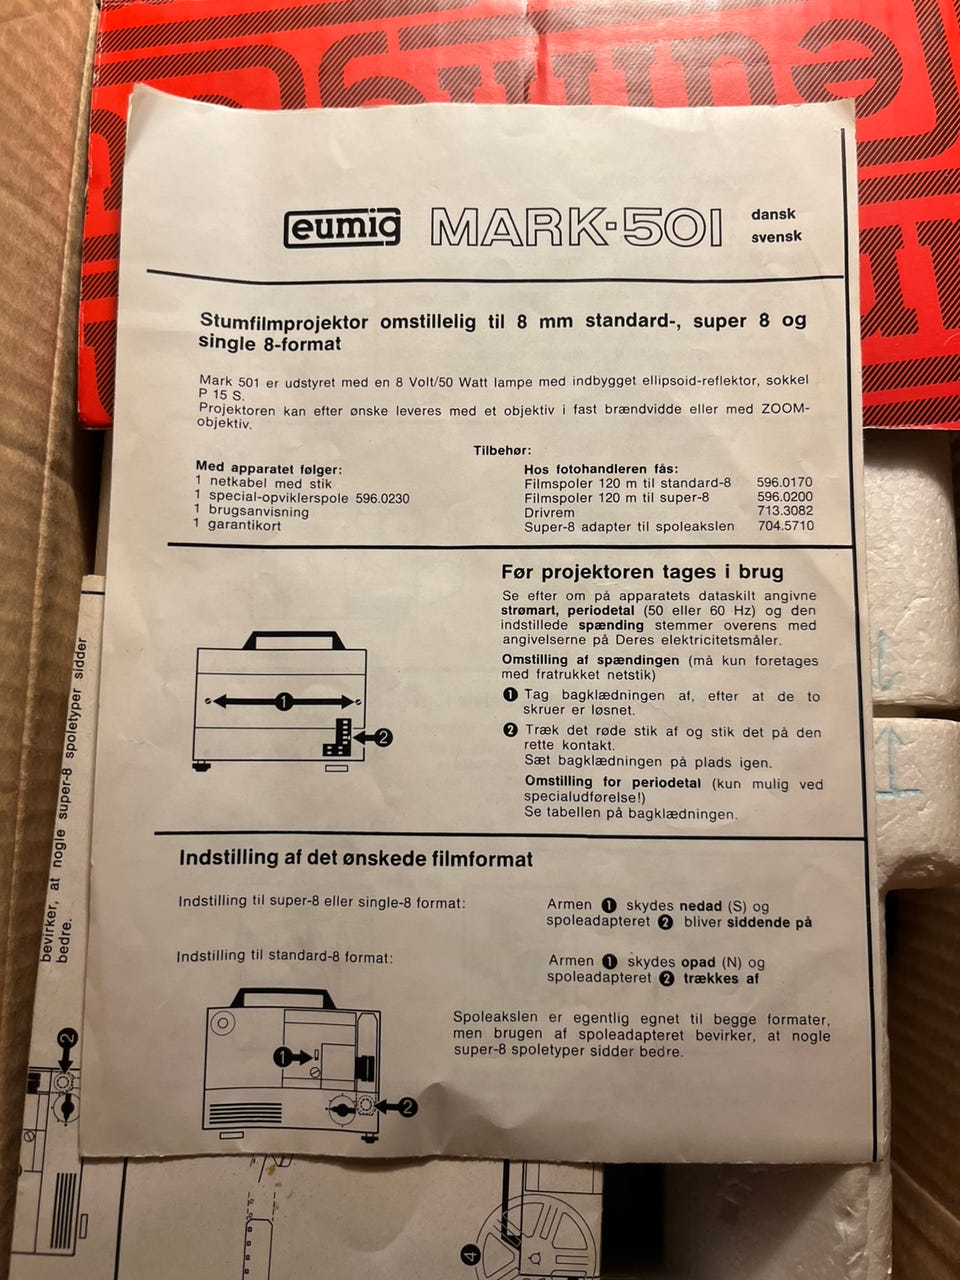 eumig
eumig MARK-501 dansk
svensk
Stumfilmprojektor omstillelig til 8 mm standard-, super 8 og
single 8-format
Mark 501 er udstyret med en 8 Volt/50 Watt lampe med indbygget ellipsoid-reflektor, sokkel
P 15 S.
Projektoren kan efter ønske leveres med et objektiv i fast brændvidde eller med ZOOM-
objektiv.
Tilbehør:
Med apparatet følger:
1 netkabel med stik
1 special-opviklerspole 596.0230
1 brugsanvisning
1 garantikort
Hos fotohandleren fås:
Filmspoler 120 m til standard-8 596.0170
Filmspoler 120 m til super-8 596.0200
Drivrem 713.3082
Super-8 adapter til spoleakslen 704.5710
Før projektoren tages i brug
Se efter om på apparatets dataskilt angivne
strømart, periodetal (50 eller 60 Hz) og den
indstillede spænding stemmer overens med
angivelserne på Deres elektricitetsmåler.
Omstilling af spændingen (må kun foretages
med fratrukket netstik)
1 Tag bagklædningen af, efter at de to
skruer er løsnet.
2 Træk det røde stik af og stik det på den
rette kontakt.
Sæt bagklædningen på plads igen.
Omstilling for periodetal (kun mulig ved
specialudførelse!)
Se tabellen på bagklædningen.
1
2
Indstilling af det ønskede filmformat
Indstilling til super-8 eller single-8 format:
Armen 1 skydes nedad (S) og
spoleadapteret 2 bliver siddende på
Indstilling til standard-8 format:
Armen 1 skydes opad (N) og
spoleadapteret 2 trækkes af
Spoleakslen er egentlig egnet til begge formater,
men brugen af spoleadapteret bevirker, at nogle
super-8 spoletyper sidder bedre.
1
2
bevirker, at nogle super-8 spoletyper sidder
bedre.
2
4